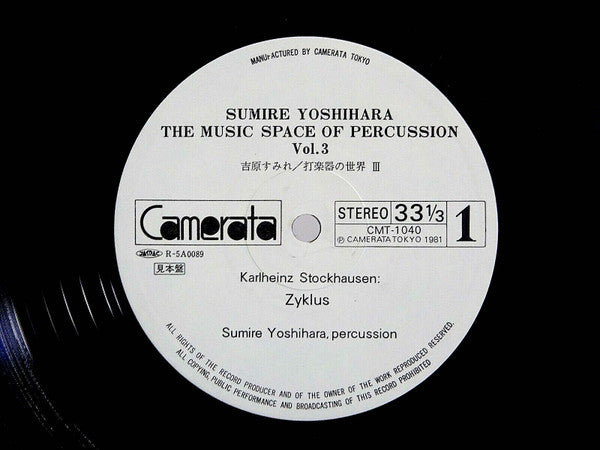 MANUFACTURED BY CAMERATA TOKYO
SUMIRE YOSHIHARA
THE MUSIC SPACE OF PERCUSSION
Vol.3
吉原すみれ/打楽器の世界 Ⅲ
Camerata
STEREO 33 1/3 1
CMT-1040
℗ CAMERATA TOKYO 1981
R-5A0089
見本盤
Karlheinz Stockhausen:
Zyklus
Sumire Yoshihara, percussion
ALL RIGHTS OF THE RECORD PRODUCER AND OF THE OWNER OF THE WORK REPRODUCED RESERVED.
ALL COPYING, PUBLIC PERFORMANCE AND BROADCASTING OF THIS RECORD PROHIBITED